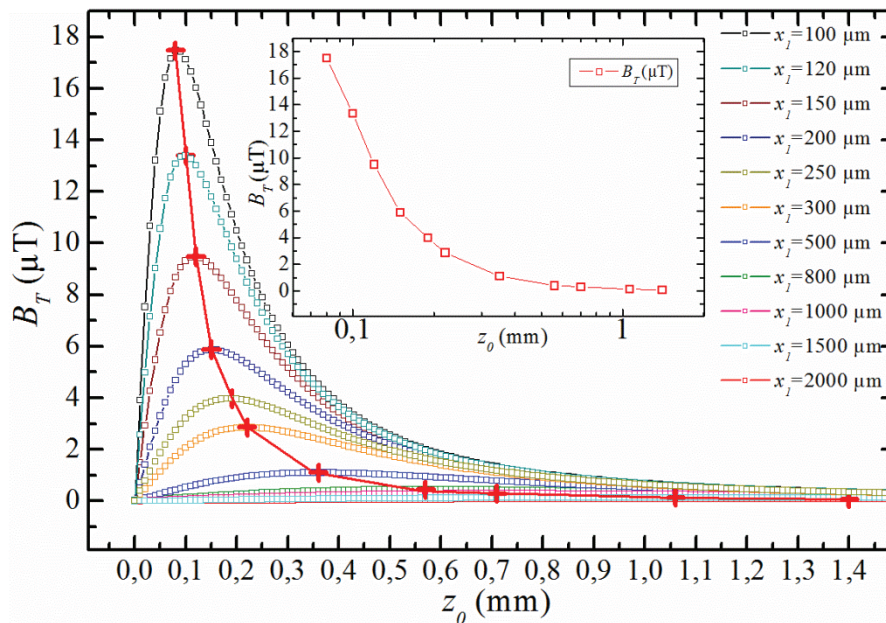 18
16
14
12
10
8
6
4
2
0
B_T (μT)
0,0 0,1 0,2 0,3 0,4 0,5 0,6 0,7 0,8 0,9 1,0 1,1 1,2 1,3 1,4
z_0 (mm)
18
16
14
12
10
8
6
4
2
0
B_T (μT)
B_T(μT)
0,1 1
z_0 (mm)
x_1=100 μm
x_1=120 μm
x_1=150 μm
x_1=200 μm
x_1=250 μm
x_1=300 μm
x_1=500 μm
x_1=800 μm
x_1=1000 μm
x_1=1500 μm
x_1=2000 μm